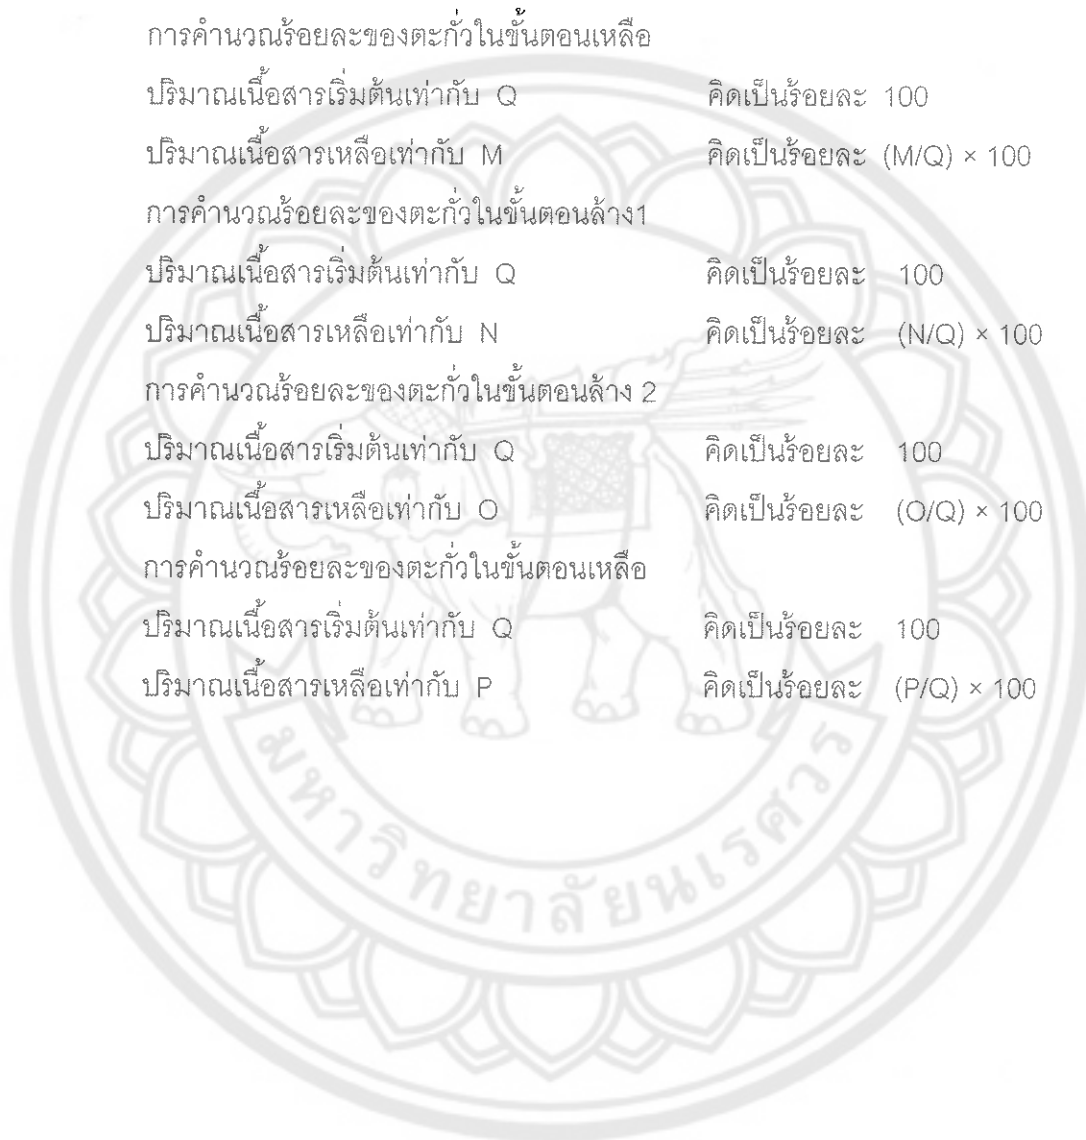 การคำนวณร้อยละของตะกั่วในขั้นตอนเหลือ
ปริมาณเนื้อสารเริ่มต้นเท่ากับ Q คิดเป็นร้อยละ 100
ปริมาณเนื้อสารเหลือเท่ากับ M คิดเป็นร้อยละ (M/Q) × 100
การคำนวณร้อยละของตะกั่วในขั้นตอนล้าง1
ปริมาณเนื้อสารเริ่มต้นเท่ากับ Q คิดเป็นร้อยละ 100
ปริมาณเนื้อสารเหลือเท่ากับ N คิดเป็นร้อยละ (N/Q) × 100
การคำนวณร้อยละของตะกั่วในขั้นตอนล้าง 2
ปริมาณเนื้อสารเริ่มต้นเท่ากับ Q คิดเป็นร้อยละ 100
ปริมาณเนื้อสารเหลือเท่ากับ O คิดเป็นร้อยละ (O/Q) × 100
การคำนวณร้อยละของตะกั่วในขั้นตอนเหลือ
ปริมาณเนื้อสารเริ่มต้นเท่ากับ Q คิดเป็นร้อยละ 100
ปริมาณเนื้อสารเหลือเท่ากับ P คิดเป็นร้อยละ (P/Q) × 100
มหาวิทยาลัยนเรศวร